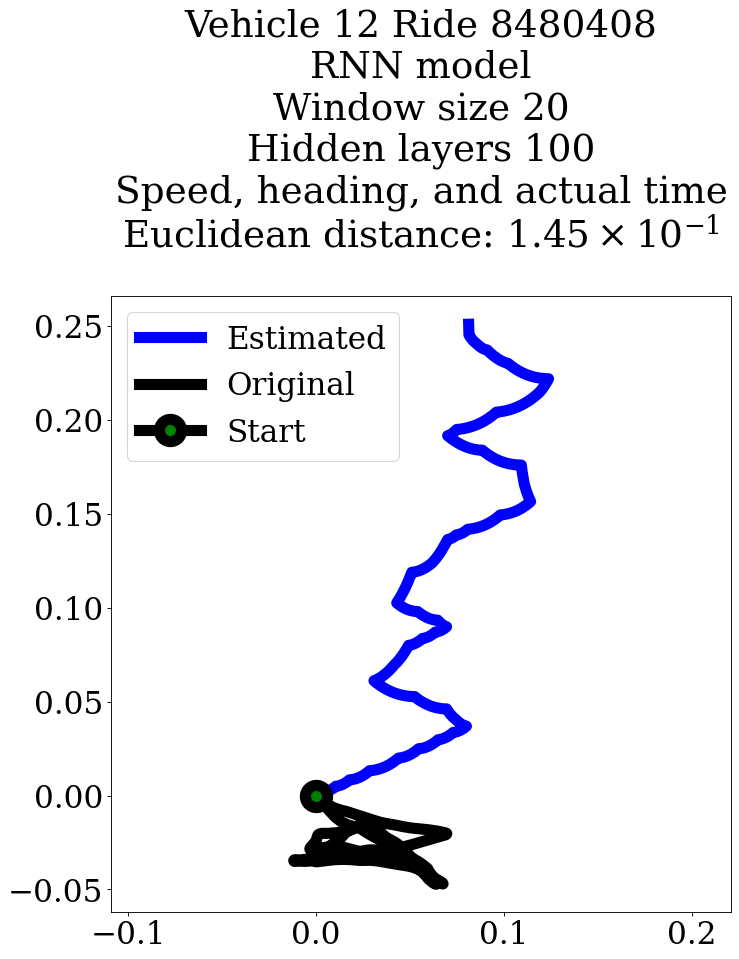 Vehicle 12 Ride 8480408
RNN model
Window size 20
Hidden layers 100
Speed, heading, and actual time
Euclidean distance: 1.45 × 10⁻¹
Estimated
Original
Start
0.25
0.20
0.15
0.10
0.05
0.00
−0.05
−0.1
0.0
0.1
0.2